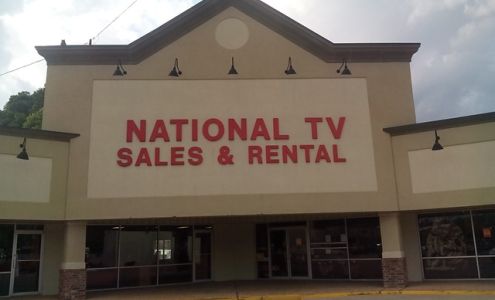 NATIONAL TV
SALES & RENTAL